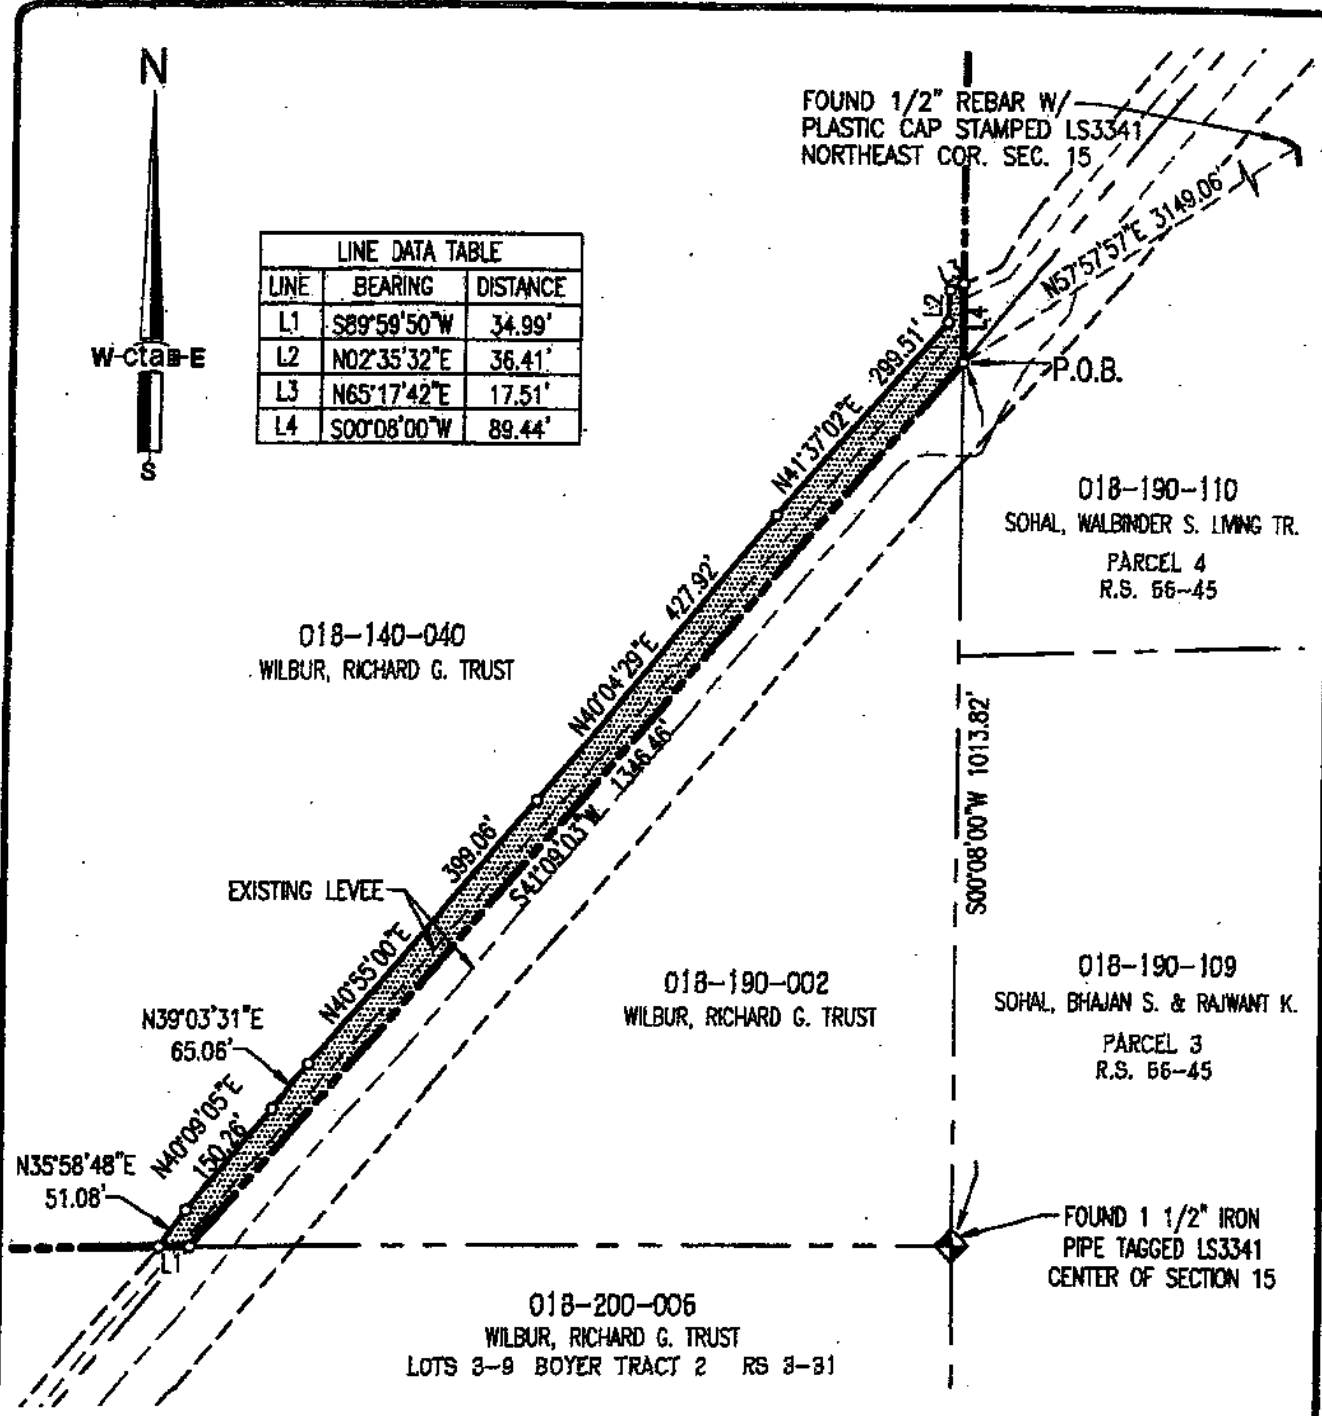 N
FOUND 1/2" REBAR W/
PLASTIC CAP STAMPED LS3341
NORTHEAST COR. SEC. 15
N57°57'57"E 3149.06'
LINE DATA TABLE
LINE BEARING DISTANCE
L1 S89°59'50"W 34.99'
L2 N02°35'32"E 36.41'
L3 N65°17'42"E 17.51'
L4 S00°08'00"W 89.44'
W-ctaE-E
S
L3
L2
L4
P.O.B.
N41°37'02"E 299.51'
018-190-110
SOHAL, WALBINDER S. LIVING TR.
PARCEL 4
R.S. 66-45
018-140-040
WILBUR, RICHARD G. TRUST
N40°04'29"E 427.92'
S41°09'03"W 1346.46'
S00°08'00"W 1013.82'
EXISTING LEVEE
N40°55'00"E 399.06'
018-190-002
WILBUR, RICHARD G. TRUST
018-190-109
SOHAL, BHAJAN S. & RAJWANT K.
PARCEL 3
R.S. 66-45
N39°03'31"E
65.06'
N40°09'05"E
150.26'
N35°58'48"E
51.08'
L1
FOUND 1 1/2" IRON
PIPE TAGGED LS3341
CENTER OF SECTION 15
018-200-006
WILBUR, RICHARD G. TRUST
LOTS 3-9 BOYER TRACT 2 RS 3-31